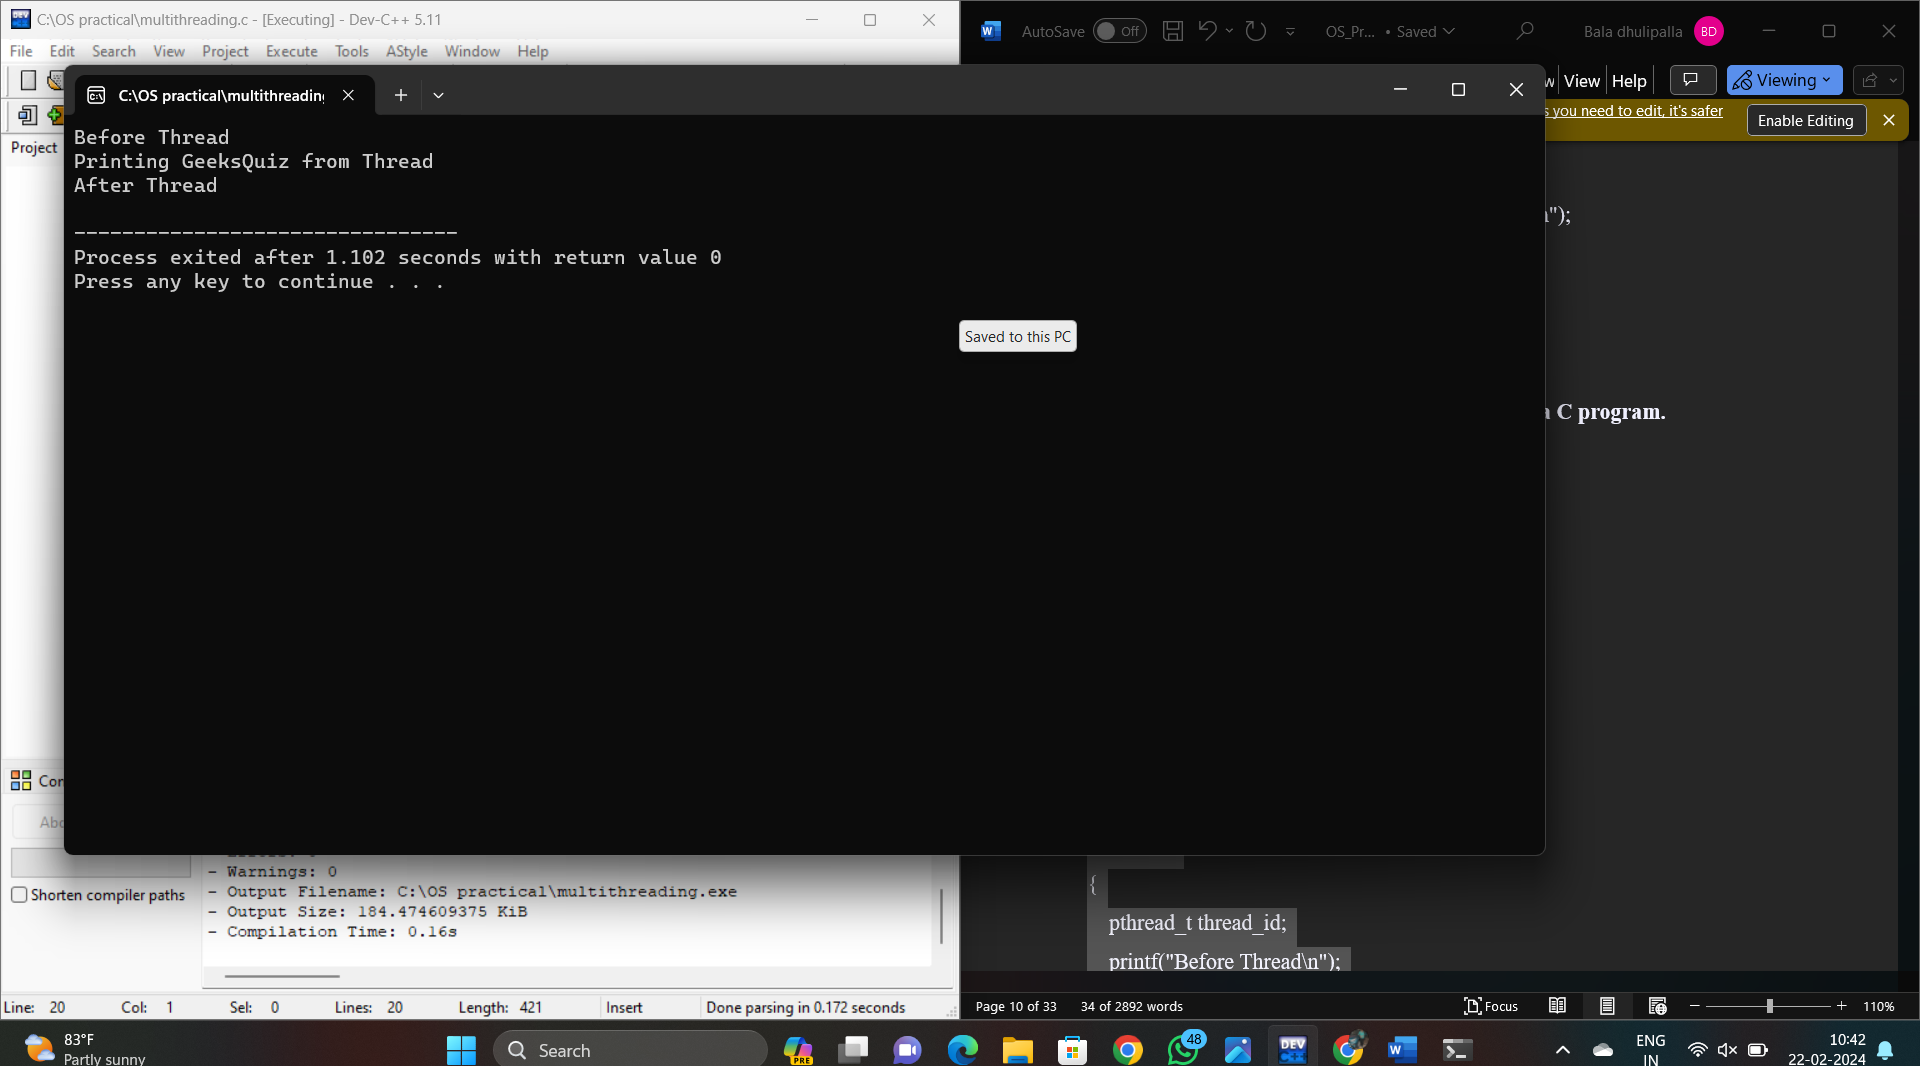 C:\OS practical\multithreading.c - [Executing] - Dev-C++ 5.11
File Edit Search View Project Execute Tools AStyle Window Help
Project
C:\OS practical\multithreading
Before Thread
Printing GeeksQuiz from Thread
After Thread
--------------------------------
Process exited after 1.102 seconds with return value 0
Press any key to continue . . .
Saved to this PC
- Warnings: 0
- Output Filename: C:\OS practical\multithreading.exe
- Output Size: 184.474609375 KiB
- Compilation Time: 0.16s
Shorten compiler paths
Line: 20 Col: 1 Sel: 0 Lines: 20 Length: 421 Insert Done parsing in 0.172 seconds
AutoSave Off OS_Pr... • Saved Bala dhulipalla BD
View Help Viewing
s you need to edit, it's safer Enable Editing
\n");
a C program.
{
pthread_t thread_id;
printf("Before Thread\n");
Page 10 of 33 34 of 2892 words Focus 110%
83°F
Partly sunny
Search
PRE
48
DEV
C++
ENG
IN
10:42
22-02-2024